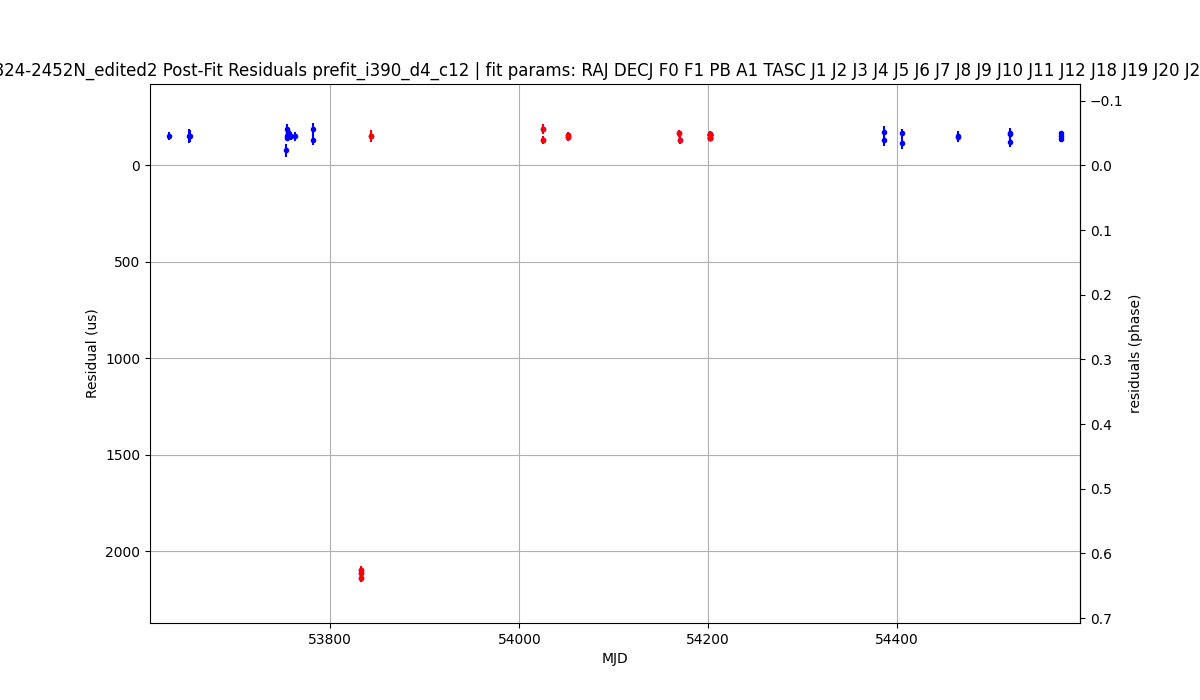 824-2452N_edited2 Post-Fit Residuals prefit_i390_d4_c12 | fit params: RAJ DECJ F0 F1 PB A1 TASC J1 J2 J3 J4 J5 J6 J7 J8 J9 J10 J11 J12 J18 J19 J20 J2
−0.1
0 0.0
0.1
500
0.2
1000 0.3
Residual (us) residuals (phase)
0.4
1500
0.5
2000 0.6
0.7
53800 54000 54200 54400
MJD